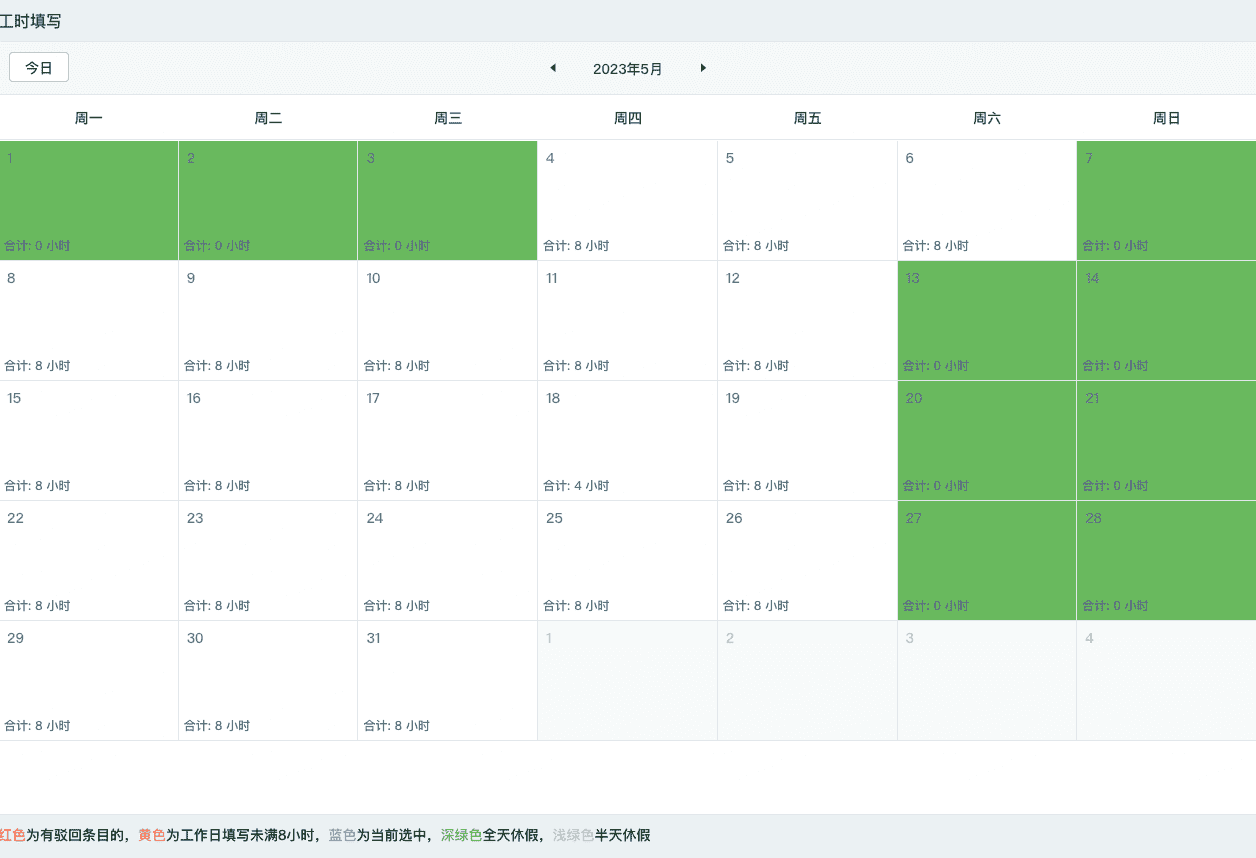 工时填写
今日
2023年5月
周一 周二 周三 周四 周五 周六 周日
1 2 3 4 5 6 7
合计: 0 小时 合计: 0 小时 合计: 0 小时 合计: 8 小时 合计: 8 小时 合计: 8 小时 合计: 0 小时
8 9 10 11 12 13 14
合计: 8 小时 合计: 8 小时 合计: 8 小时 合计: 8 小时 合计: 8 小时 合计: 0 小时 合计: 0 小时
15 16 17 18 19 20 21
合计: 8 小时 合计: 8 小时 合计: 8 小时 合计: 4 小时 合计: 8 小时 合计: 0 小时 合计: 0 小时
22 23 24 25 26 27 28
合计: 8 小时 合计: 8 小时 合计: 8 小时 合计: 8 小时 合计: 8 小时 合计: 0 小时 合计: 0 小时
29 30 31 1 2 3 4
合计: 8 小时 合计: 8 小时 合计: 8 小时
红色为有驳回条目的，黄色为工作日填写未满8小时，蓝色为当前选中，深绿色全天休假，浅绿色半天休假